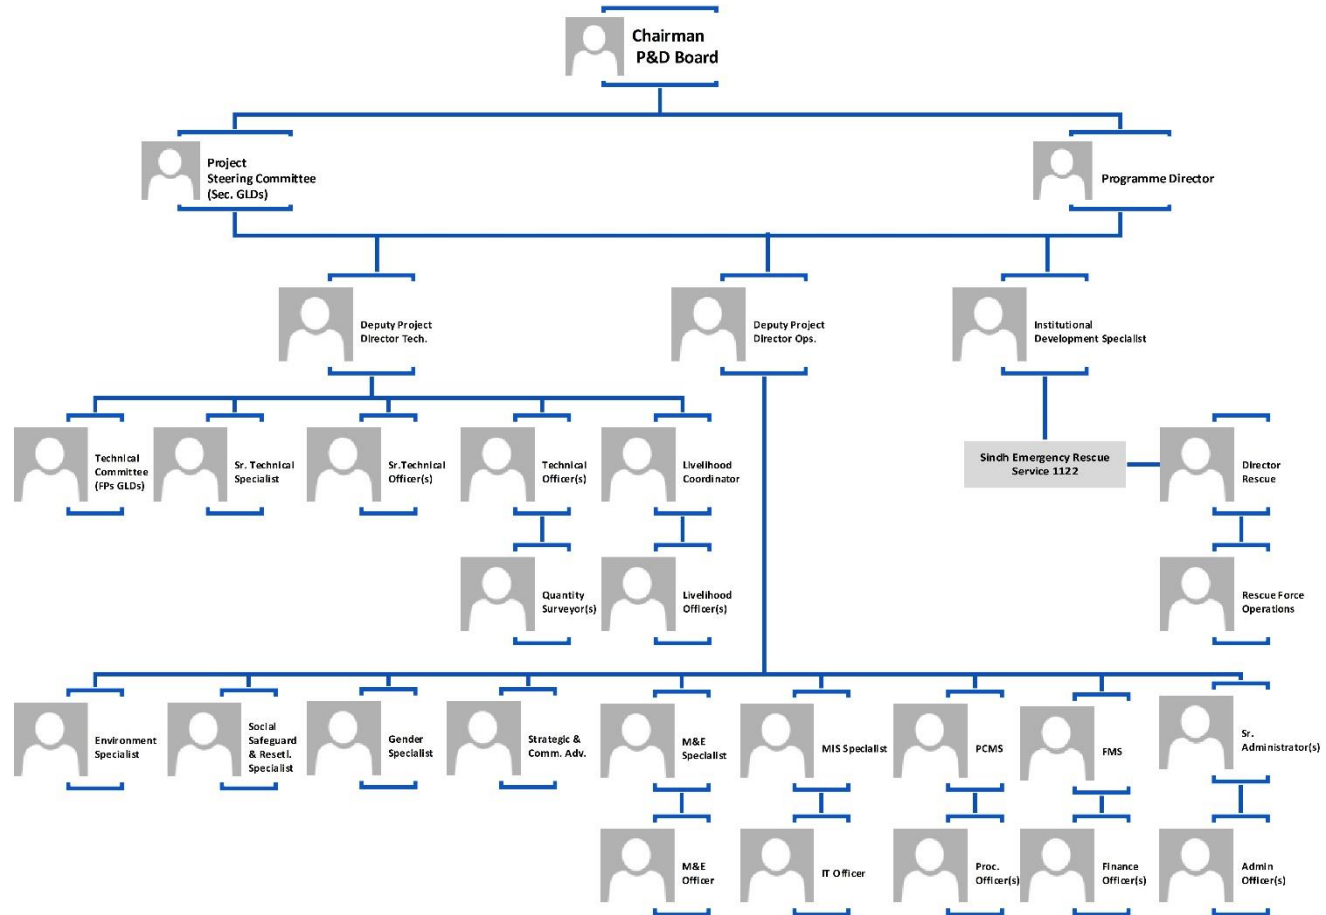 Chairman
P&D Board
Project
Steering Committee
(Sec. GLDs)
Programme Director
Deputy Project
Director Tech.
Deputy Project
Director Ops.
Institutional
Development Specialist
Technical
Committee
(FPs GLDs)
Sr. Technical
Specialist
Sr.Technical
Officer(s)
Technical
Officer(s)
Livelihood
Coordinator
Sindh Emergency Rescue
Service 1122
Director
Rescue
Quantity
Surveyor(s)
Livelihood
Officer(s)
Rescue Force
Operations
Environment
Specialist
Social
Safeguard
& Resetl.
Specialist
Gender
Specialist
Strategic &
Comm. Adv.
M&E
Specialist
MIS Specialist
PCMS
FMS
Sr.
Administrator(s)
M&E
Officer
IT Officer
Proc.
Officer(s)
Finance
Officer(s)
Admin
Officer(s)